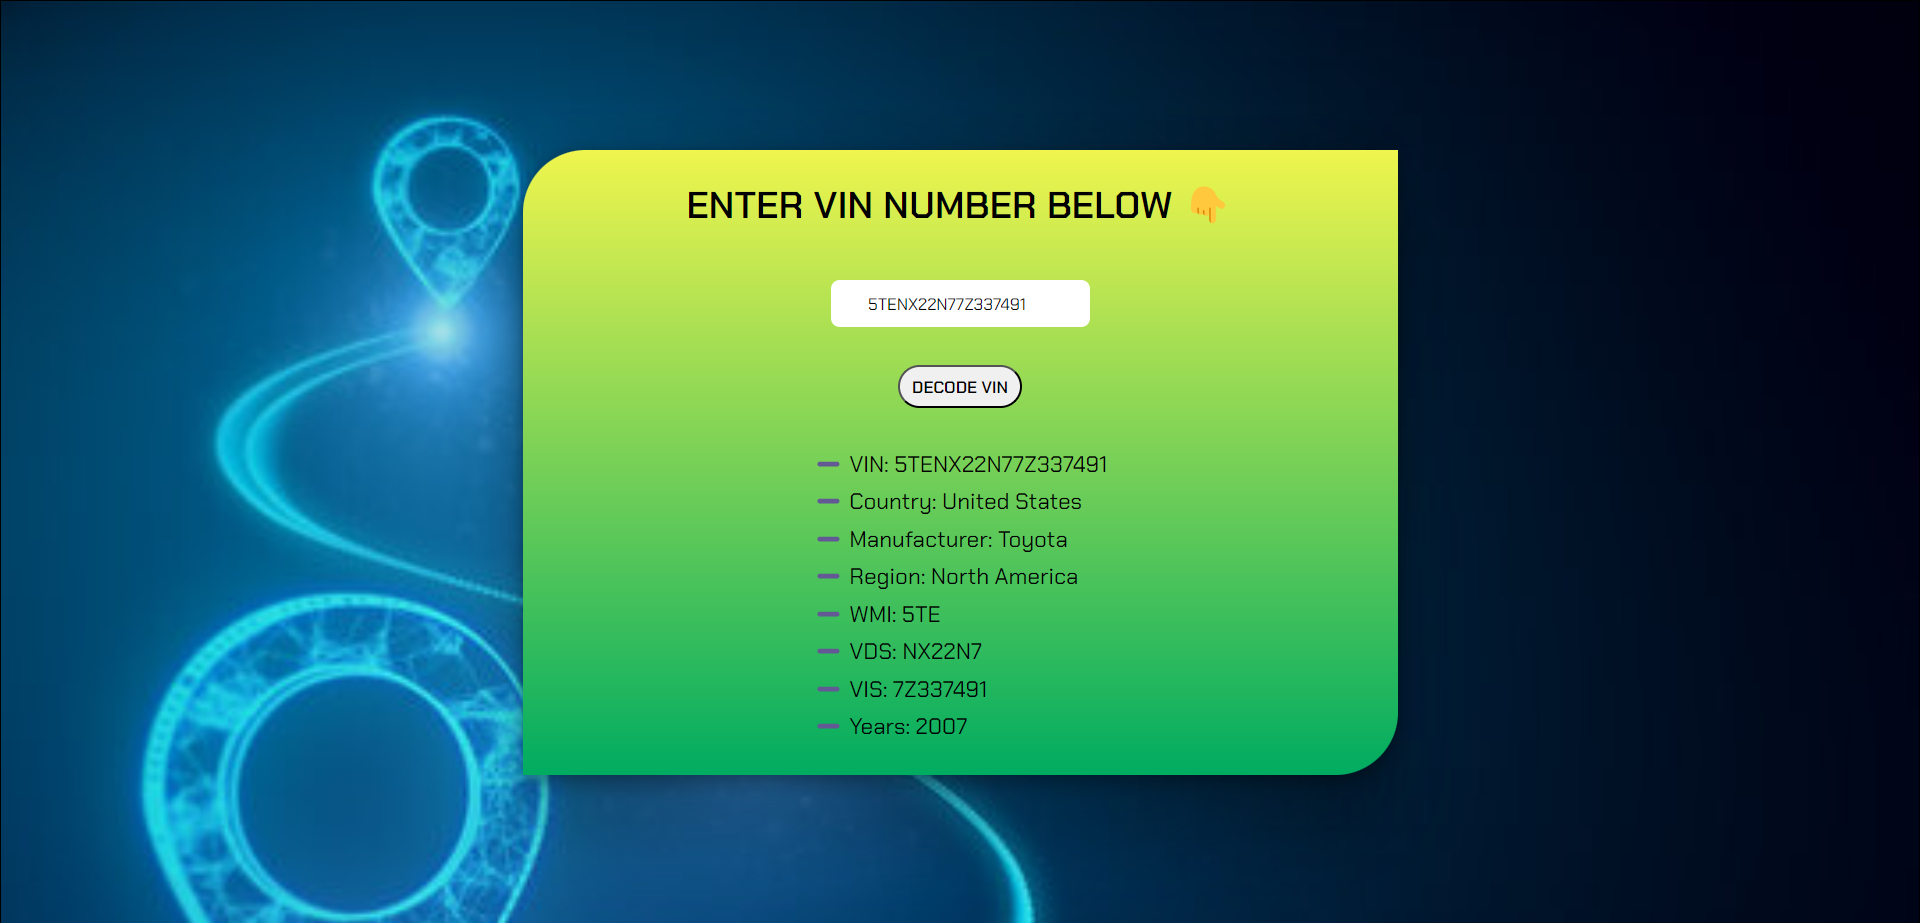 ENTER VIN NUMBER BELOW 👇
5TENX22N77Z337491
DECODE VIN
VIN: 5TENX22N77Z337491
Country: United States
Manufacturer: Toyota
Region: North America
WMI: 5TE
VDS: NX22N7
VIS: 7Z337491
Years: 2007